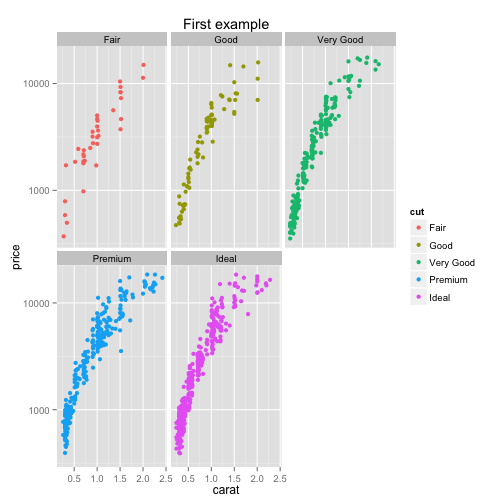 First example
Fair Good Very Good
10000
1000
price
Premium Ideal
10000
1000
0.5 1.0 1.5 2.0 2.5 0.5 1.0 1.5 2.0 2.5
carat
cut
Fair
Good
Very Good
Premium
Ideal